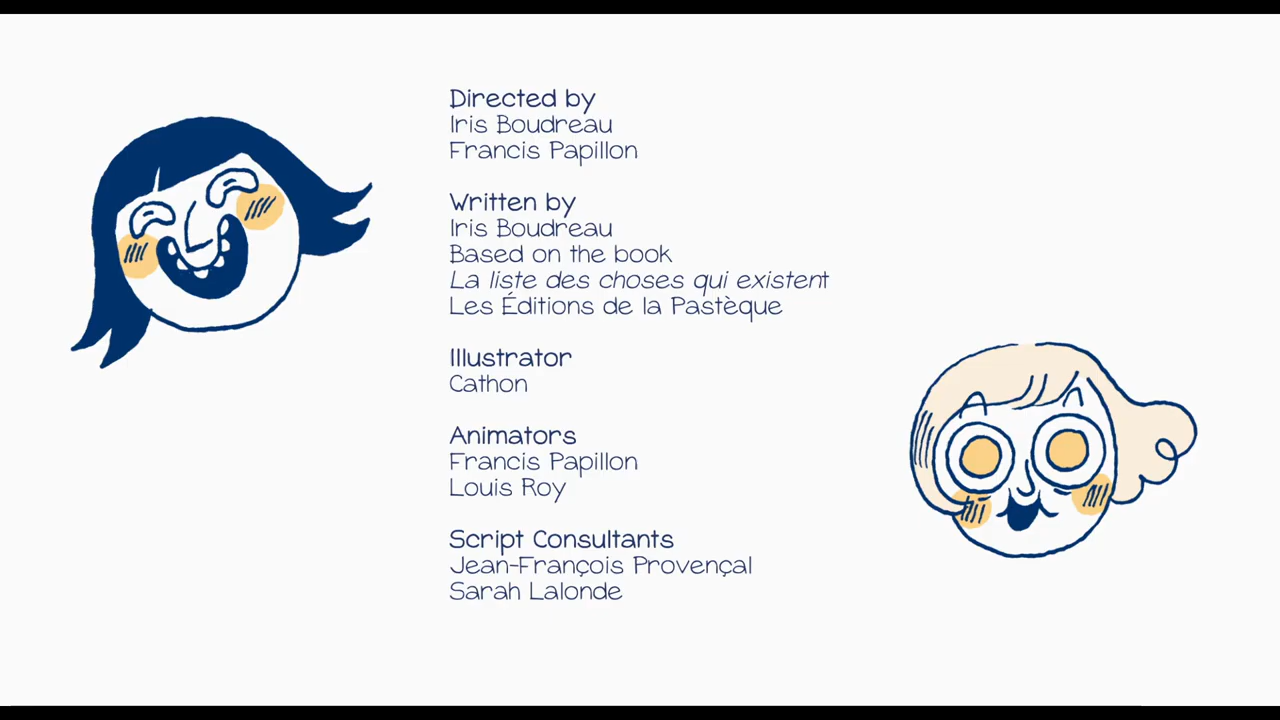 Directed by
Iris Boudreau
Francis Papillon
Written by
Iris Boudreau
Based on the book
La liste des choses qui existent
Les Éditions de la Pastèque
Illustrator
Cathon
Animators
Francis Papillon
Louis Roy
Script Consultants
Jean-François Provençal
Sarah Lalonde